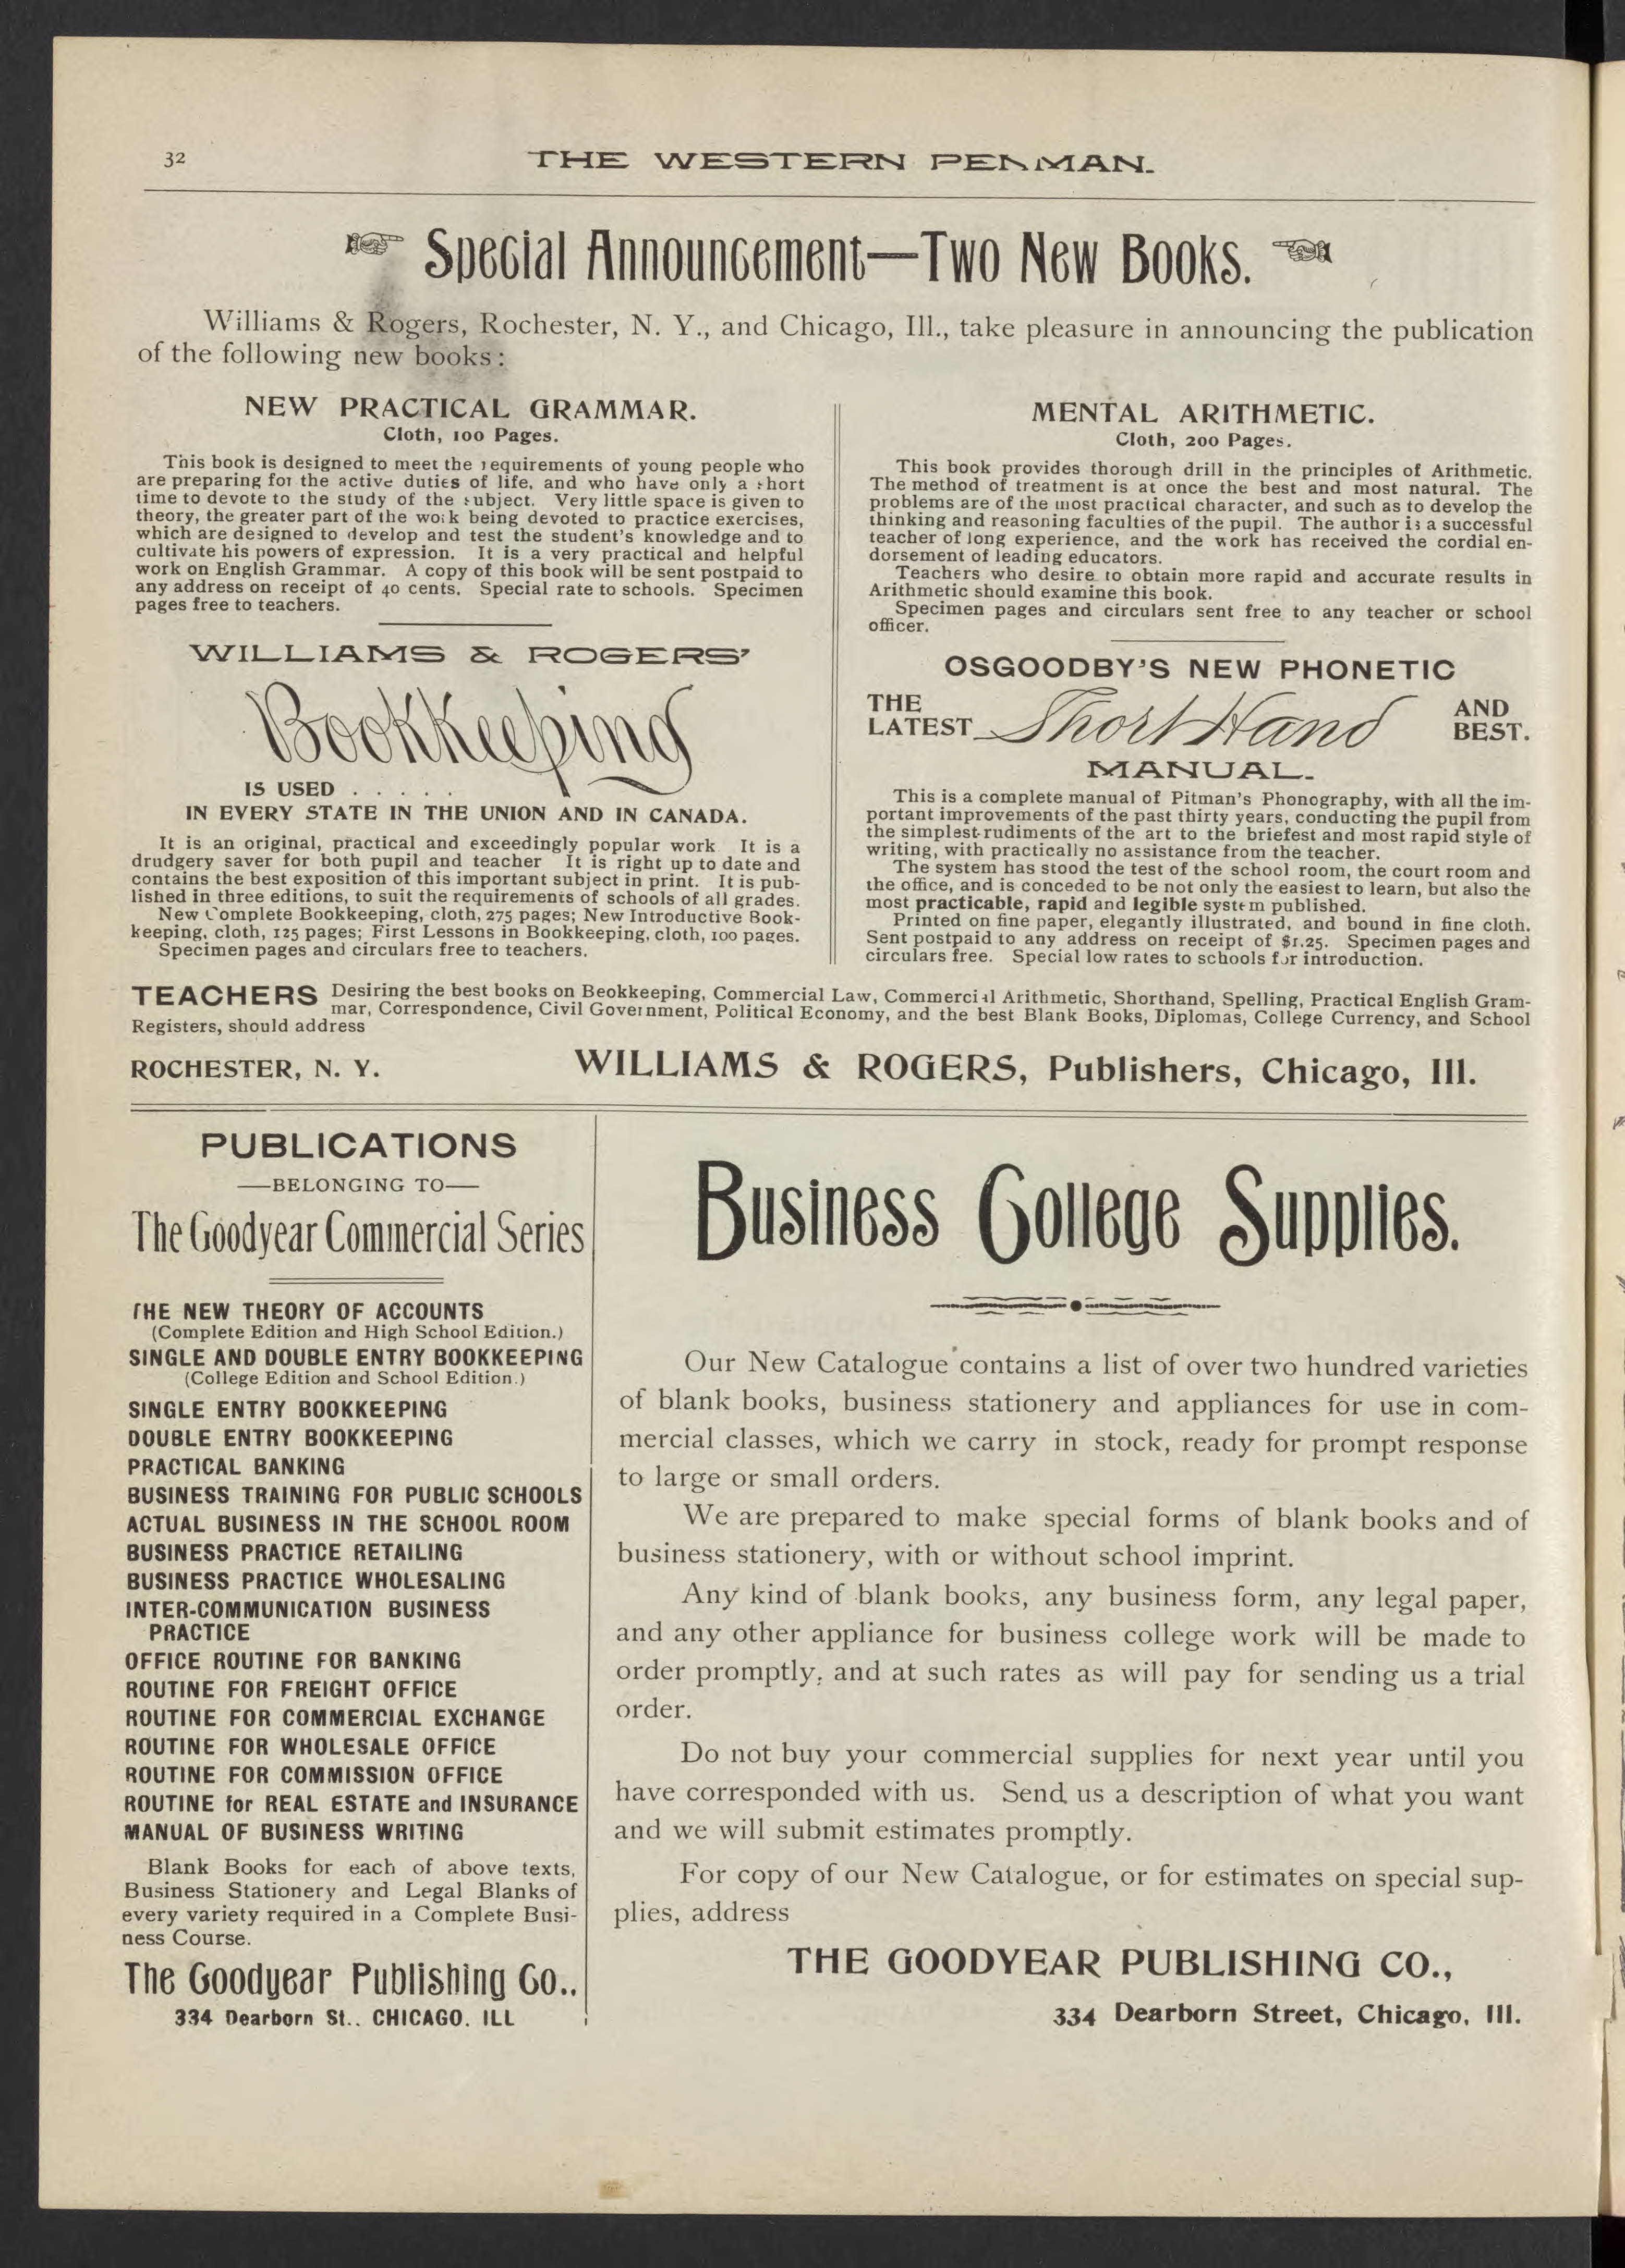 32
THE WESTERN PENMAN.
Special Announcement—Two New Books.
Williams & Rogers, Rochester, N. Y., and Chicago, Ill., take pleasure in announcing the publication
of the following new books:
NEW PRACTICAL GRAMMAR.
Cloth, 100 Pages.
This book is designed to meet the requirements of young people who
are preparing for the active duties of life, and who have only a short
time to devote to the study of the subject. Very little space is given to
theory, the greater part of the work being devoted to practice exercises,
which are designed to develop and test the student's knowledge and to
cultivate his powers of expression. It is a very practical and helpful
work on English Grammar. A copy of this book will be sent postpaid to
any address on receipt of 40 cents. Special rate to schools. Specimen
pages free to teachers.
WILLIAMS & ROGERS'
Bookkeeping
IS USED . . . . .
IN EVERY STATE IN THE UNION AND IN CANADA.
It is an original, practical and exceedingly popular work It is a
drudgery saver for both pupil and teacher It is right up to date and
contains the best exposition of this important subject in print. It is pub-
lished in three editions, to suit the requirements of schools of all grades.
New Complete Bookkeeping, cloth, 275 pages; New Introductive Book-
keeping, cloth, 125 pages; First Lessons in Bookkeeping, cloth, 100 pages.
Specimen pages and circulars free to teachers.
MENTAL ARITHMETIC.
Cloth, 200 Pages.
This book provides thorough drill in the principles of Arithmetic.
The method of treatment is at once the best and most natural. The
problems are of the most practical character, and such as to develop the
thinking and reasoning faculties of the pupil. The author is a successful
teacher of long experience, and the work has received the cordial en-
dorsement of leading educators.
Teachers who desire to obtain more rapid and accurate results in
Arithmetic should examine this book.
Specimen pages and circulars sent free to any teacher or school
officer.
OSGOODBY'S NEW PHONETIC
THE LATEST Short Hand AND BEST.
MANUAL.
This is a complete manual of Pitman's Phonography, with all the im-
portant improvements of the past thirty years, conducting the pupil from
the simplest rudiments of the art to the briefest and most rapid style of
writing, with practically no assistance from the teacher.
The system has stood the test of the school room, the court room and
the office, and is conceded to be not only the easiest to learn, but also the
most practicable, rapid and legible system published.
Printed on fine paper, elegantly illustrated, and bound in fine cloth.
Sent postpaid to any address on receipt of $1.25. Specimen pages and
circulars free. Special low rates to schools for introduction.
TEACHERS Desiring the best books on Beokkeeping, Commercial Law, Commercial Arithmetic, Shorthand, Spelling, Practical English Gram-
mar, Correspondence, Civil Government, Political Economy, and the best Blank Books, Diplomas, College Currency, and School
Registers, should address
ROCHESTER, N. Y. WILLIAMS & ROGERS, Publishers, Chicago, Ill.
PUBLICATIONS
—BELONGING TO—
The Goodyear Commercial Series
THE NEW THEORY OF ACCOUNTS
(Complete Edition and High School Edition.)
SINGLE AND DOUBLE ENTRY BOOKKEEPING
(College Edition and School Edition.)
SINGLE ENTRY BOOKKEEPING
DOUBLE ENTRY BOOKKEEPING
PRACTICAL BANKING
BUSINESS TRAINING FOR PUBLIC SCHOOLS
ACTUAL BUSINESS IN THE SCHOOL ROOM
BUSINESS PRACTICE RETAILING
BUSINESS PRACTICE WHOLESALING
INTER-COMMUNICATION BUSINESS
PRACTICE
OFFICE ROUTINE FOR BANKING
ROUTINE FOR FREIGHT OFFICE
ROUTINE FOR COMMERCIAL EXCHANGE
ROUTINE FOR WHOLESALE OFFICE
ROUTINE FOR COMMISSION OFFICE
ROUTINE for REAL ESTATE and INSURANCE
MANUAL OF BUSINESS WRITING
Blank Books for each of above texts,
Business Stationery and Legal Blanks of
every variety required in a Complete Busi-
ness Course.
The Goodyear Publishing Co.,
334 Dearborn St., CHICAGO. ILL
Business College Supplies.
Our New Catalogue contains a list of over two hundred varieties
of blank books, business stationery and appliances for use in com-
mercial classes, which we carry in stock, ready for prompt response
to large or small orders.
We are prepared to make special forms of blank books and of
business stationery, with or without school imprint.
Any kind of blank books, any business form, any legal paper,
and any other appliance for business college work will be made to
order promptly, and at such rates as will pay for sending us a trial
order.
Do not buy your commercial supplies for next year until you
have corresponded with us. Send us a description of what you want
and we will submit estimates promptly.
For copy of our New Catalogue, or for estimates on special sup-
plies, address
THE GOODYEAR PUBLISHING CO.,
334 Dearborn Street, Chicago, Ill.